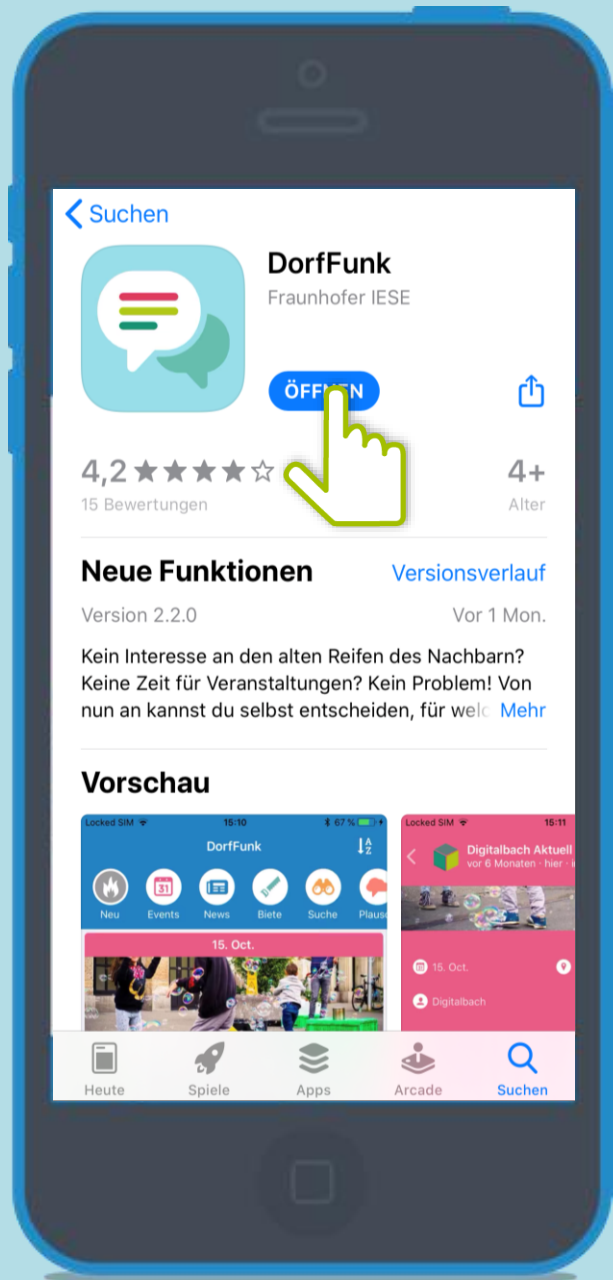 Suchen
DorfFunk
Fraunhofer IESE
ÖFFNEN
4,2
4+
15 Bewertungen
Alter
Neue Funktionen
Versionsverlauf
Version 2.2.0
Vor 1 Mon.
Kein Interesse an den alten Reifen des Nachbarn?
Keine Zeit für Veranstaltungen? Kein Problem! Von
nun an kannst du selbst entscheiden, für
Mehr
Vorschau
Locked SIM 15:10 67 %
DorfFunk
Neu Events News Biete Suche
31
15. Oct.
Locked SIM 15:11
Digitalbach Aktuell
vor 6 Monaten · hier ·
15. Oct.
Digitalbach
Heute Spiele Apps Arcade Suchen